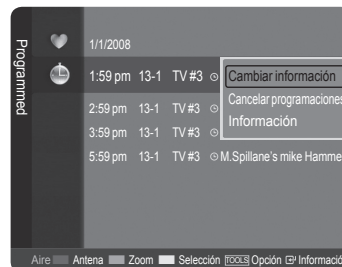 Programmed
1/1/2008
1:59 pm 13-1 TV #3 Cambiar información
2:59 pm 13-1 TV #3 Cancelar programaciones
3:59 pm 13-1 TV #3 Información
5:59 pm 13-1 TV #3 M.Spillane's mike Hamme
Aire Antena Zoom Selección TOOLS Opción Informació